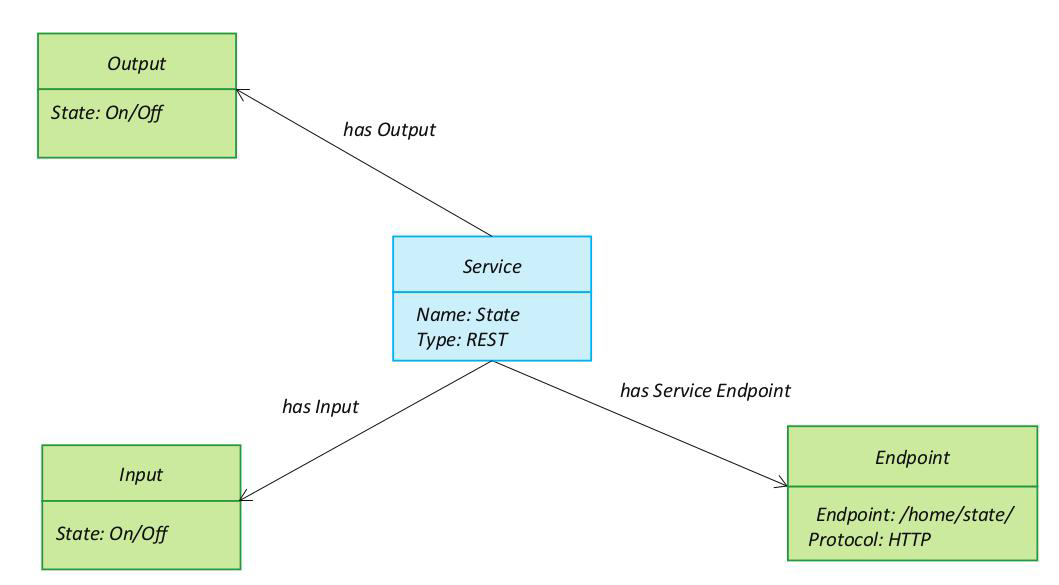 Output
State: On/Off
has Output
Service
Name: State
Type: REST
has Service Endpoint
has Input
Input
State: On/Off
Endpoint
Endpoint: /home/state/
Protocol: HTTP